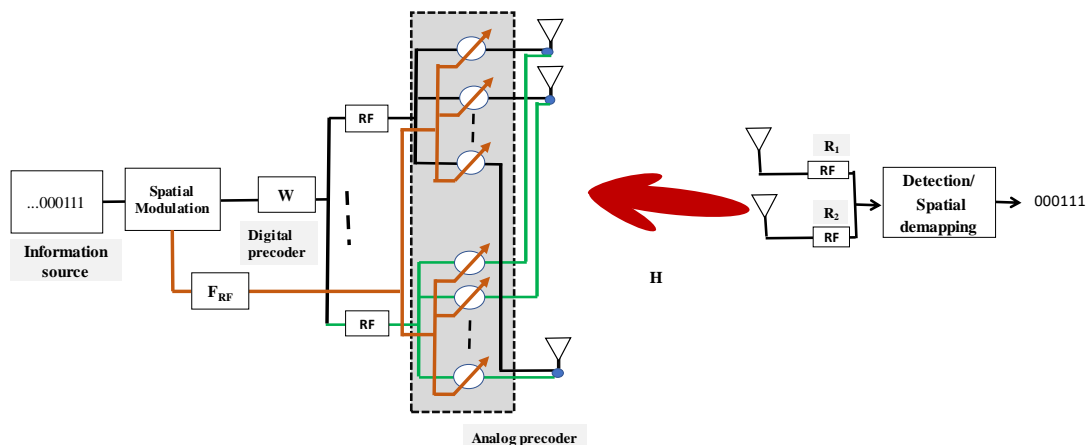 ...000111
Information
source
Spatial
Modulation
W
Digital
precoder
F_RF
RF
RF
Analog precoder
H
R₁
RF
R₂
RF
Detection/
Spatial
demapping
000111